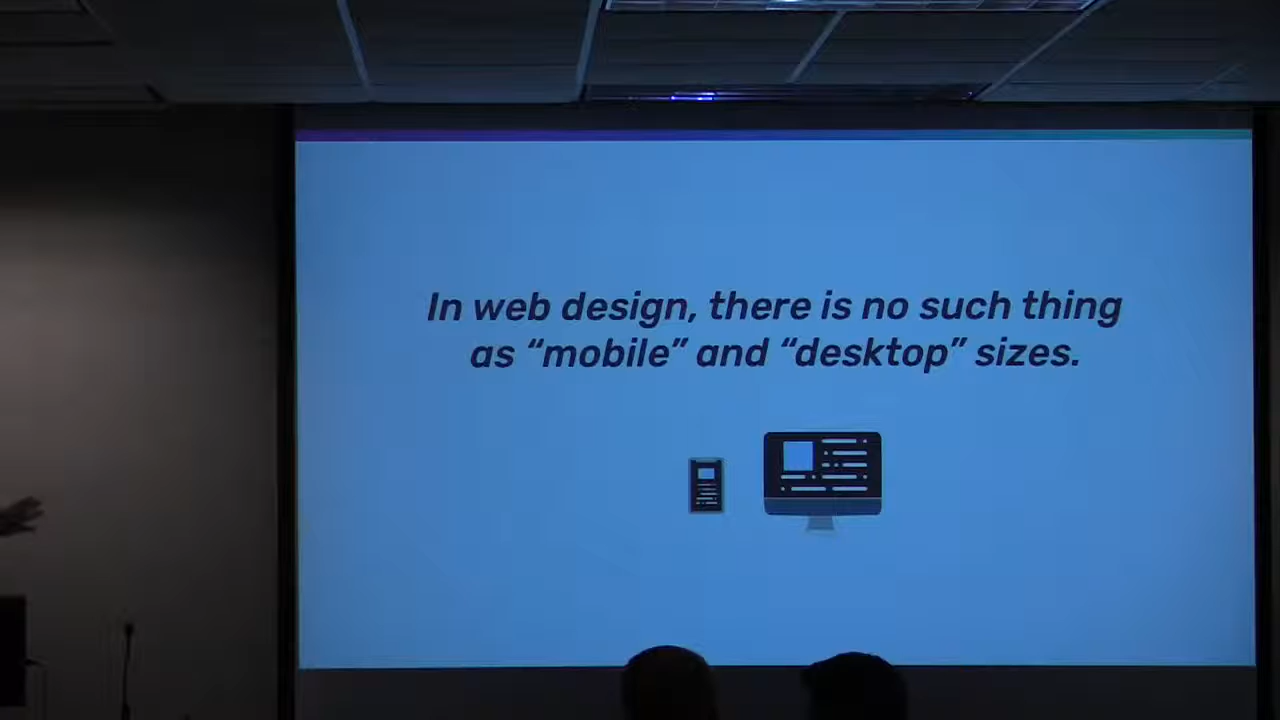 In web design, there is no such thing
as “mobile” and “desktop” sizes.